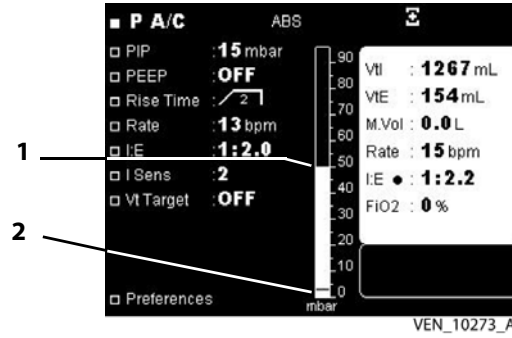 P A/C ABS
PIP :15 mbar
PEEP :OFF
Rise Time : 2
Rate :13 bpm
I:E :1:2.0
I Sens :2
Vt Target :OFF
Preferences
90
80
70
60
50
40
30
20
10
0
mbar
VtI : 1267 mL
VtE : 154 mL
M.Vol : 0.0 L
Rate : 15 bpm
I:E ● : 1:2.2
FiO2 : 0 %
1
2
VEN_10273_A